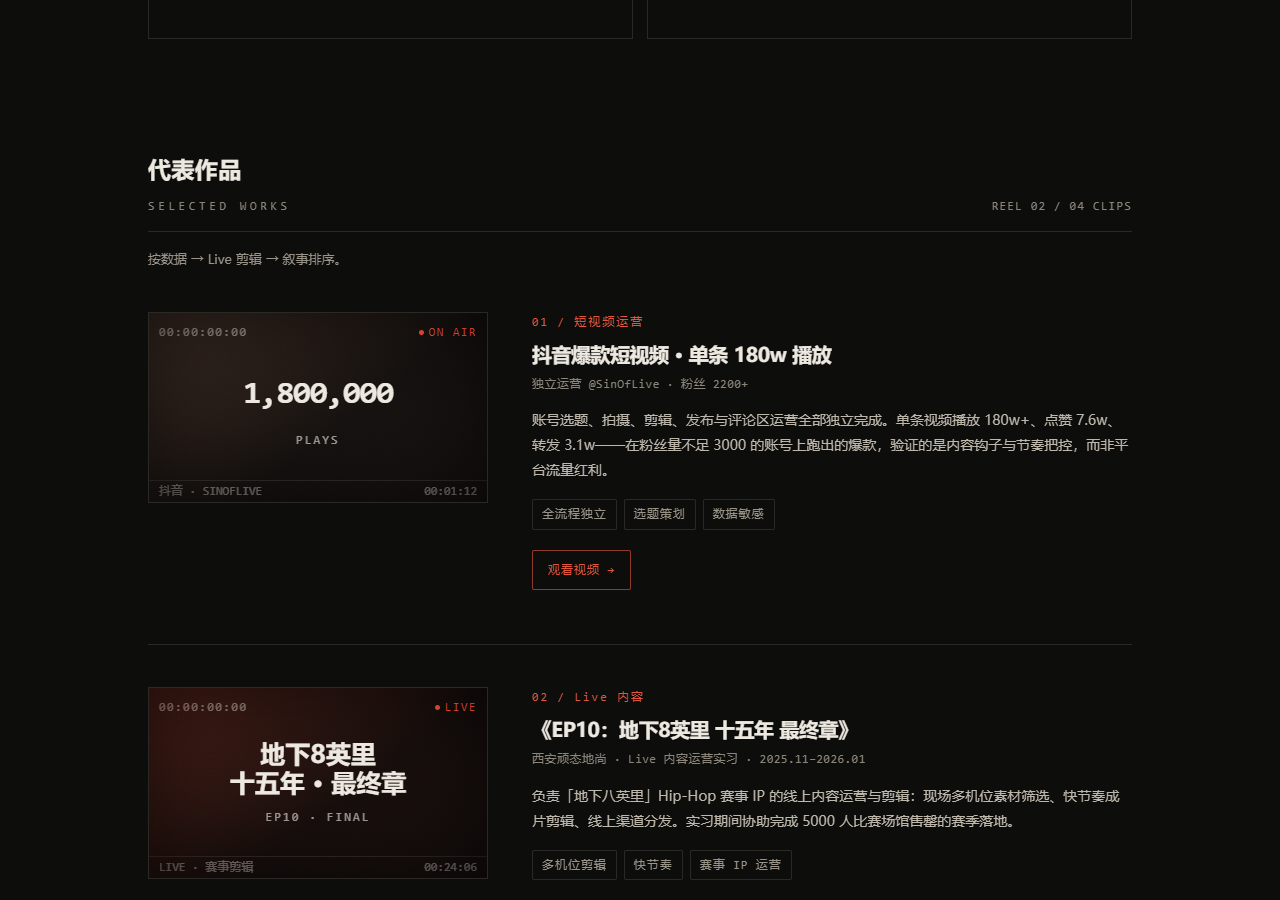 代表作品
SELECTED WORKS
REEL 02 / 04 CLIPS
按数据 → Live 剪辑 → 叙事排序。
00:00:00:00
● ON AIR
1,800,000
PLAYS
抖音 · SINOFLIVE
00:01:12
01 / 短视频运营
抖音爆款短视频 · 单条 180w 播放
独立运营 @SinOfLive · 粉丝 2200+
账号选题、拍摄、剪辑、发布与评论区运营全部独立完成。单条视频播放 180w+、点赞 7.6w、
转发 3.1w——在粉丝量不足 3000 的账号上跑出的爆款，验证的是内容钩子与节奏把控，而非平
台流量红利。
全流程独立
选题策划
数据敏感
观看视频 →
00:00:00:00
● LIVE
地下8英里
十五年 · 最终章
EP10 · FINAL
LIVE · 赛事剪辑
00:24:06
02 / Live 内容
《EP10：地下8英里 十五年 最终章》
西安顽态地尚 · Live 内容运营实习 · 2025.11–2026.01
负责「地下八英里」Hip-Hop 赛事 IP 的线上内容运营与剪辑：现场多机位素材筛选、快节奏成
片剪辑、线上渠道分发。实习期间协助完成 5000 人比赛场馆售罄的赛季落地。
多机位剪辑
快节奏
赛事 IP 运营